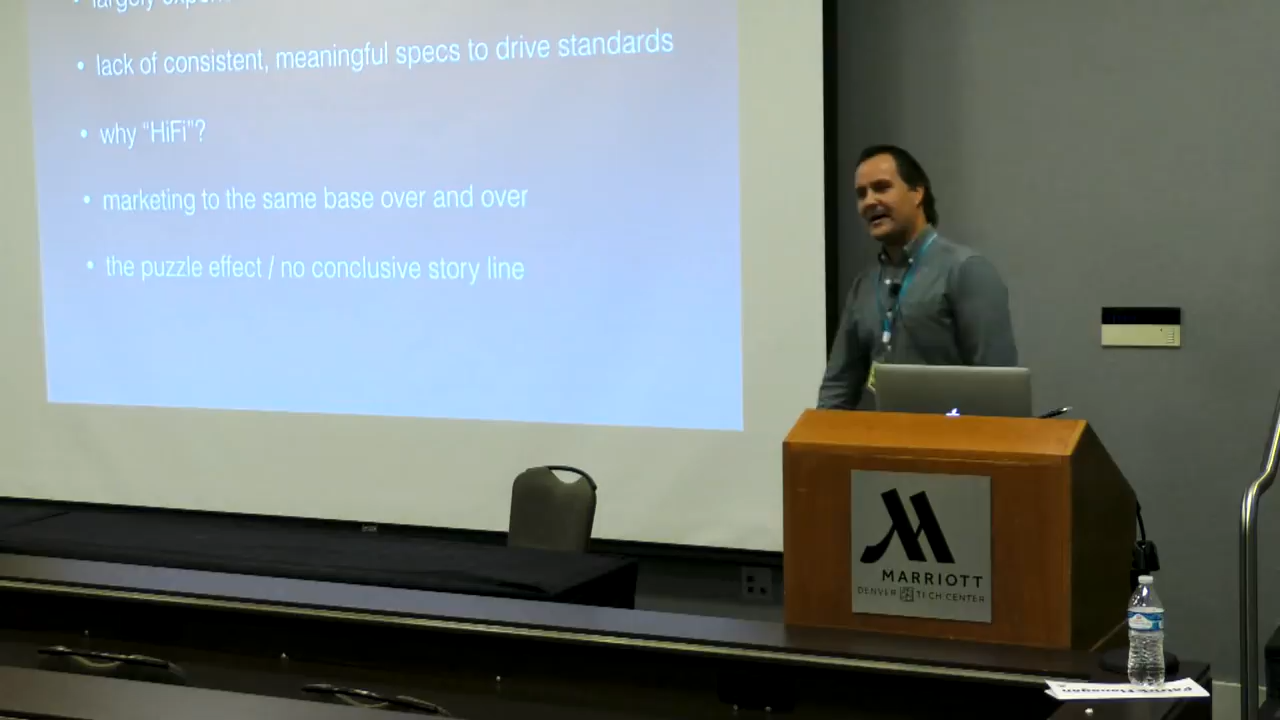 • largely
• lack of consistent, meaningful specs to drive standards
• why “HiFi”?
• marketing to the same base over and over
• the puzzle effect / no conclusive story line
MARRIOTT
DENVER TECH CENTER